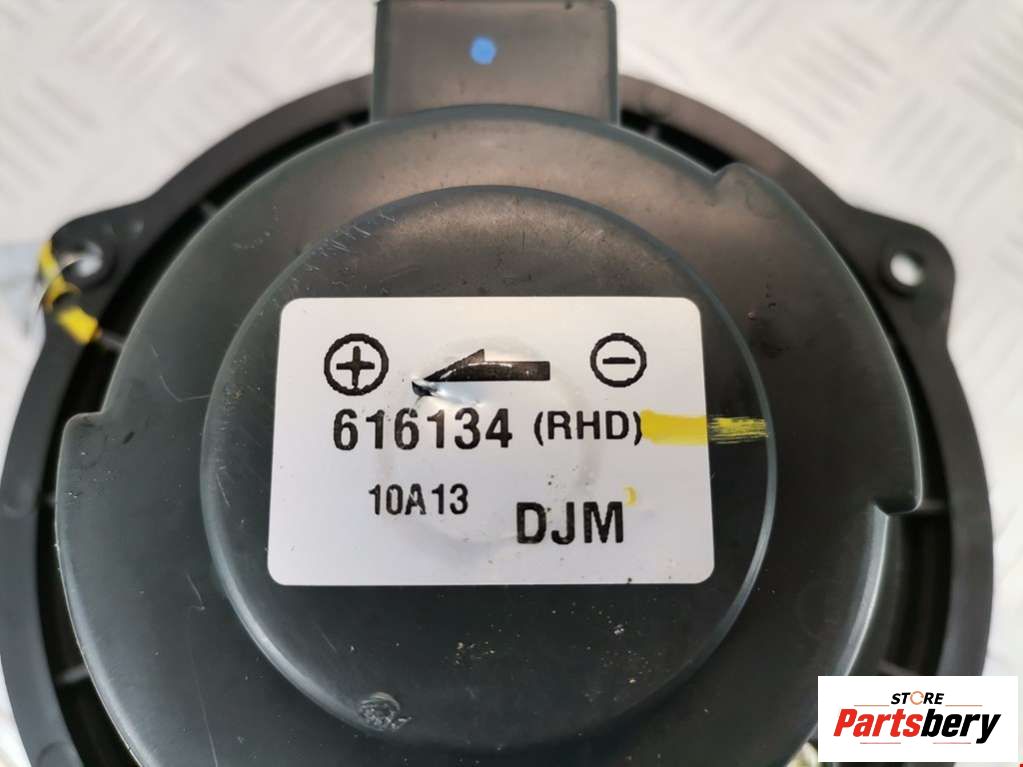 616134 (RHD)
10A13
DJM
STORE
Partsbery